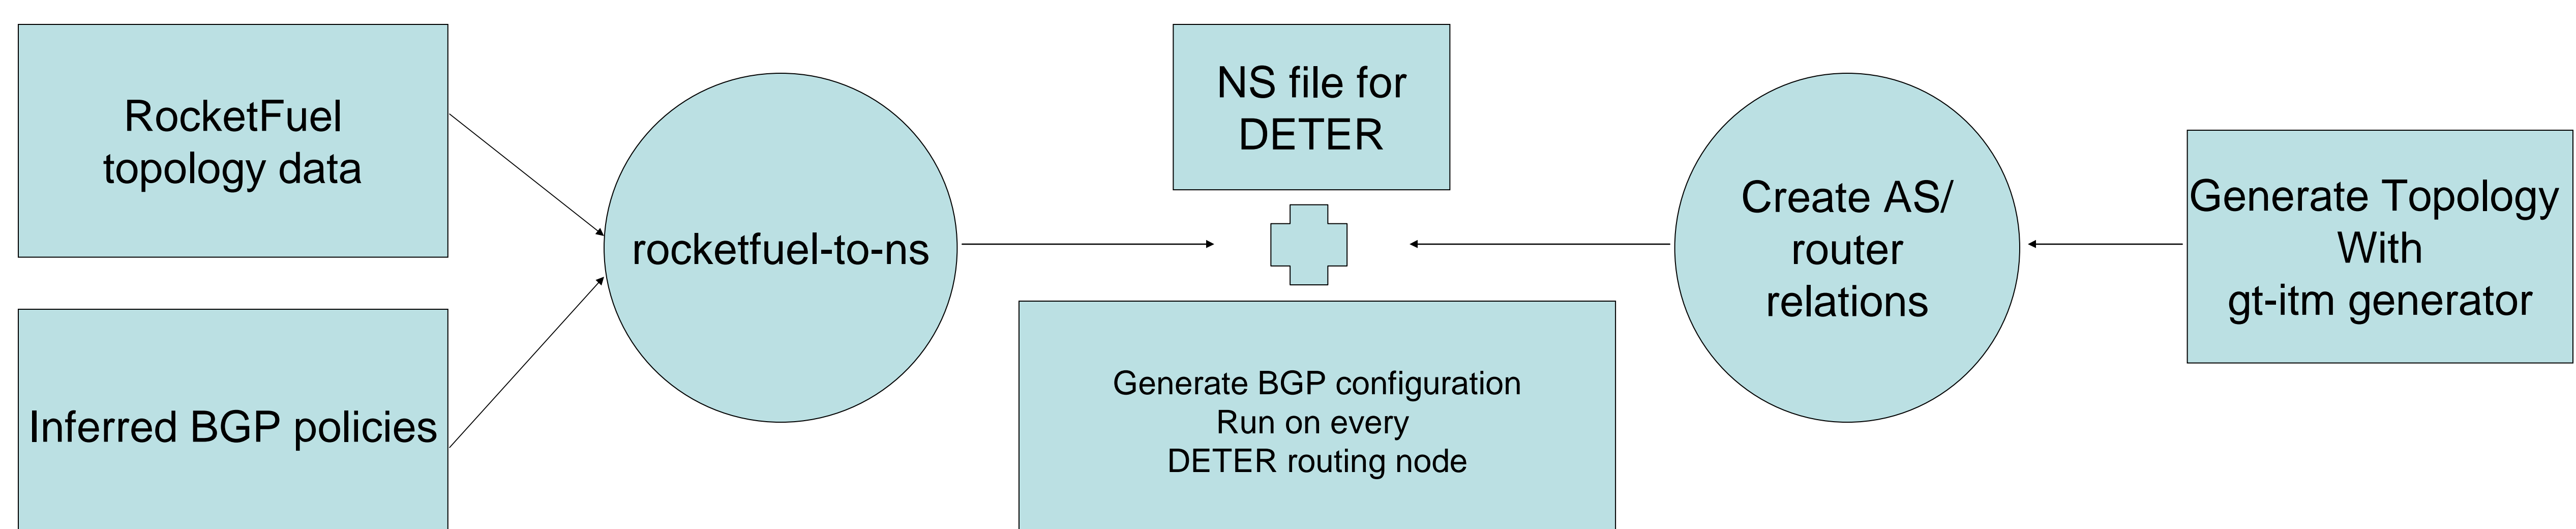 RocketFuel
topology data
Inferred BGP policies
rocketfuel-to-ns
NS file for
DETER
Generate BGP configuration
Run on every
DETER routing node
Create AS/
router
relations
Generate Topology
With
gt-itm generator